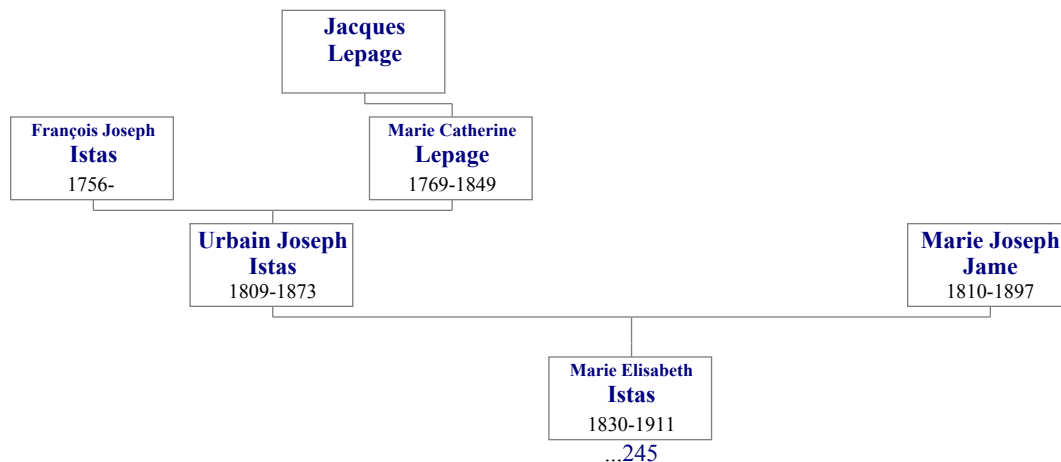 Jacques
Lepage
François Joseph
Istas
1756-
Marie Catherine
Lepage
1769-1849
Urbain Joseph
Istas
1809-1873
Marie Joseph
Jame
1810-1897
Marie Elisabeth
Istas
1830-1911
...245